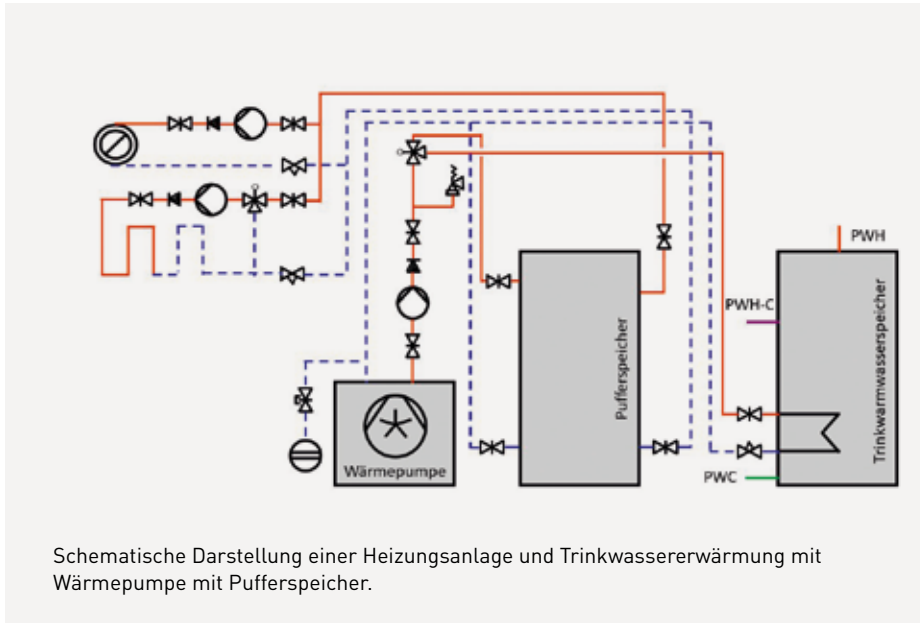 PWH
PWH-C
Pufferspeicher
Trinkwarmwasserspeicher
Wärmepumpe
PWC
Schematische Darstellung einer Heizungsanlage und Trinkwassererwärmung mit
Wärmepumpe mit Pufferspeicher.